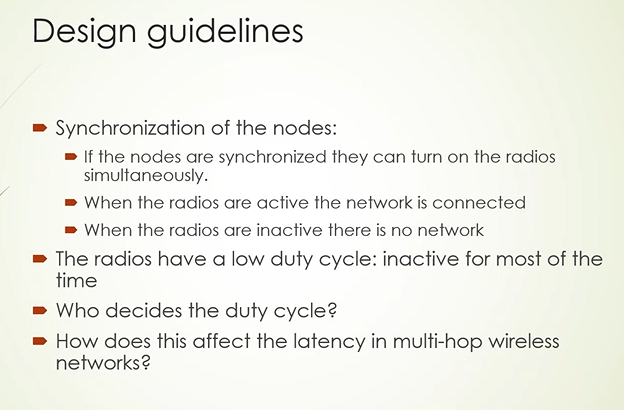 Design guidelines
Synchronization of the nodes:
If the nodes are synchronized they can turn on the radios
simultaneously.
When the radios are active the network is connected
When the radios are inactive there is no network
The radios have a low duty cycle: inactive for most of the
time
Who decides the duty cycle?
How does this affect the latency in multi-hop wireless
networks?